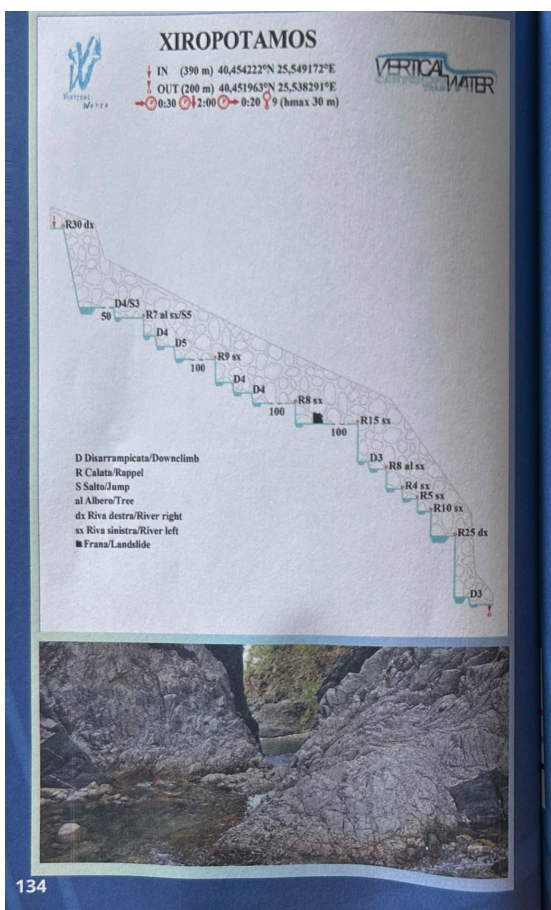 XIROPOTAMOS
VERTICAL WATER
IN (390 m) 40,454222°N 25,549172°E
OUT (200 m) 40,451963°N 25,538291°E
0:30 2:00 0:20 9 (hmax 30 m)
VERTICAL WATER
R30 dx
D4/S3
50
R7 al sx/S5
D4
D5
100
R9 sx
D4
D4
100
R8 sx
100
R15 sx
D3
R8 al sx
R4 sx
R5 sx
R10 sx
R25 dx
D3
D Disarrampicata/Downclimb
R Calata/Rappel
S Salto/Jump
al Albero/Tree
dx Riva destra/River right
sx Riva sinistra/River left
Frana/Landslide
134